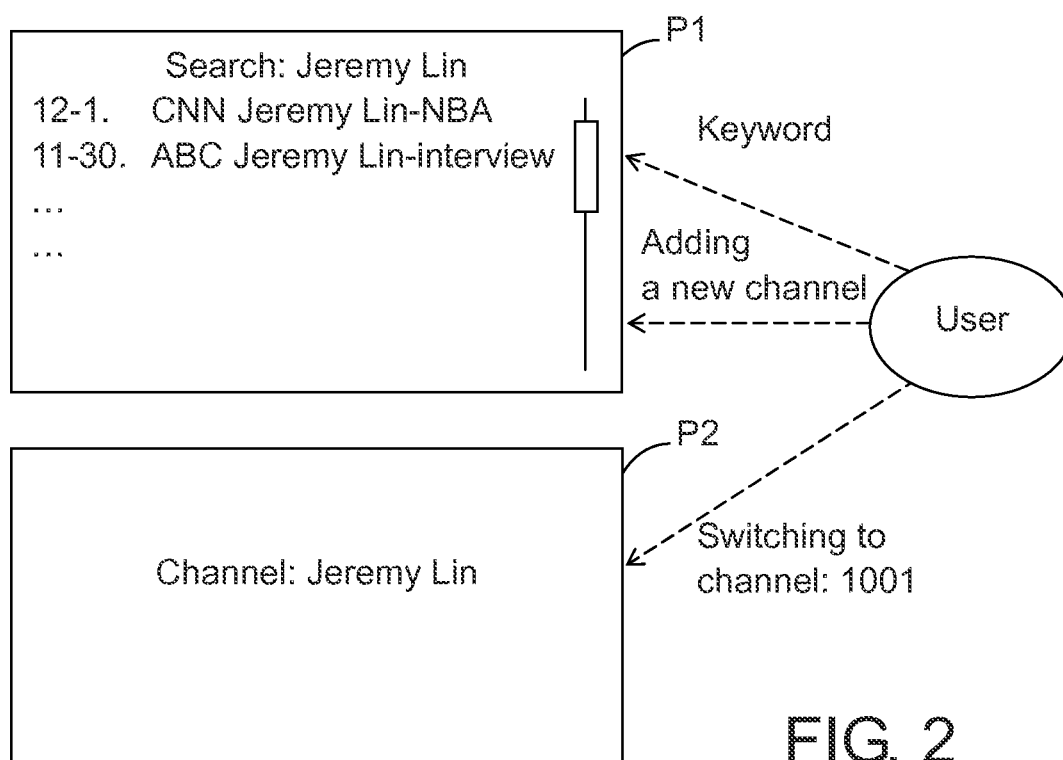 P1
Search: Jeremy Lin
12-1. CNN Jeremy Lin-NBA
11-30. ABC Jeremy Lin-interview
...
...
Keyword
Adding
a new channel
User
P2
Channel: Jeremy Lin
Switching to
channel: 1001
FIG. 2